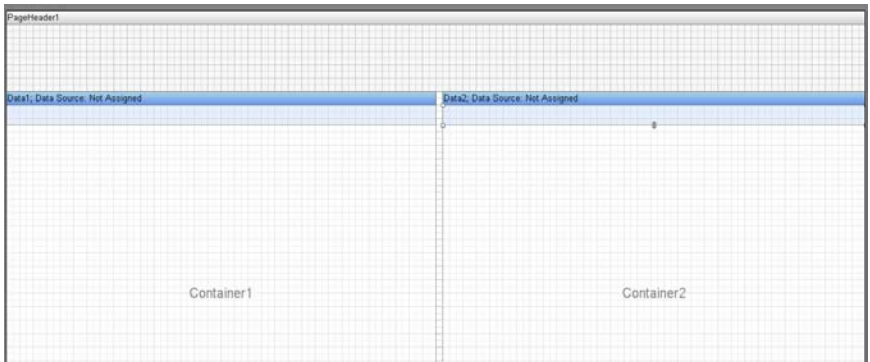 PageHeader1
Data1; Data Source: Not Assigned
Data2; Data Source: Not Assigned
Container1
Container2